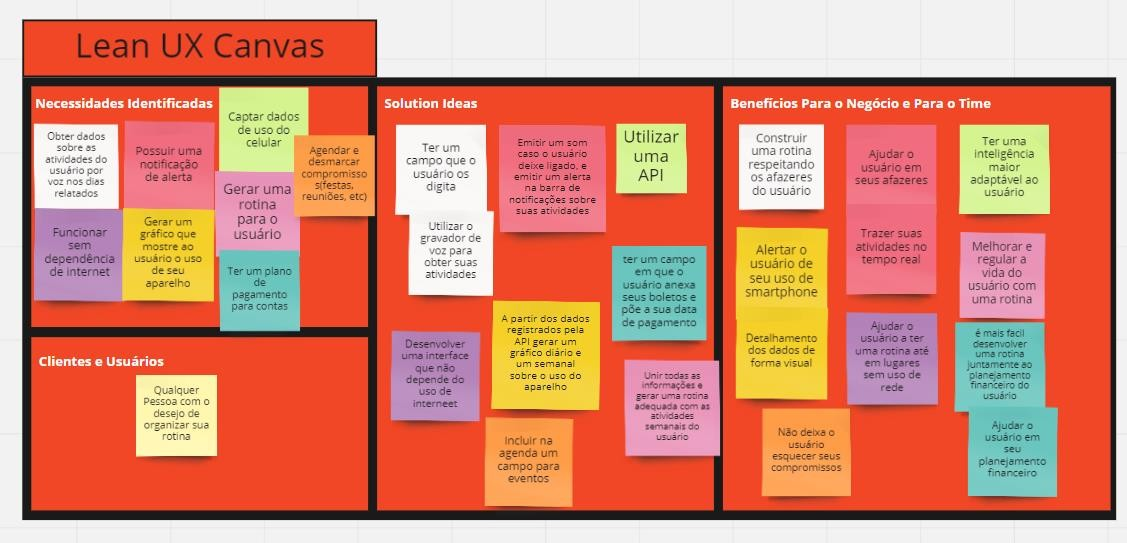 Lean UX Canvas
Necessidades Identificadas
Obter dados
sobre as
atividades do
usuário por
voz nos dias
relatados
Possuir uma
notificação
de alerta
Captar dados
de uso do
celular
Agendar e
desmarcar
compromisso
s(festas,
reuniões, etc)
Gerar uma
rotina
para o
usuário
Funcionar
sem
dependência
de internet
Gerar um
gráfico que
mostre ao
usuário o uso
de seu
aparelho
Ter um plano
de
pagamento
para contas
Clientes e Usuários
Qualquer
Pessoa com o
desejo de
organizar sua
rotina
Solution Ideas
Ter um
campo que o
usuário os
digita
Emitir um som
caso o usuário
deixe ligado, e
emitir um alerta
na barra de
notificações sobre
suas atividades
Utilizar
uma
API
Utilizar o
gravador de
voz para
obter suas
atividades
ter um campo
em que o
usuário anexa
seus boletos e
põe a sua data
de pagamento
Desenvolver
uma interface
que não
depende do
uso de
interneet
A partir dos dados
registrados pela
API gerar um
gráfico diário e
um semanal
sobre o uso do
aparelho
Unir todas as
informações e
gerar uma rotina
adequada com as
atividades
semanais do
usuário
Incluir na
agenda um
campo para
eventos
Benefícios Para o Negócio e Para o Time
Construir
uma rotina
respeitando
os afazeres
do usuário
Ajudar o
usuário em
seus afazeres
Ter uma
inteligência
maior
adaptável ao
usuário
Alertar o
usuário de
seu uso de
smartphone
Trazer suas
atividades no
tempo real
Melhorar e
regular a
vida do
usuário com
uma rotina
Detalhamento
dos dados de
forma visual
Ajudar o
usuário a ter
uma rotina até
em lugares
sem uso de
rede
é mais facil
desenvolver
uma rotina
juntamente ao
planejamento
financeiro do
usuário
Não deixa o
usuário
esquecer seus
compromissos
Ajudar o
usuário em
seu
planejamento
financeiro